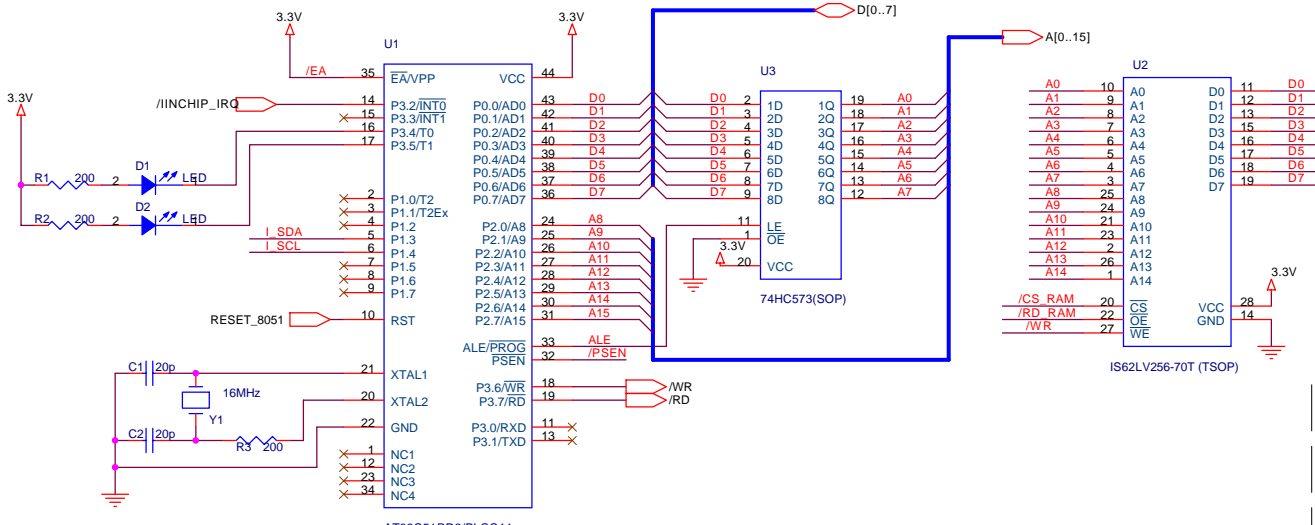 3.3V
3.3V
D[0..7]
A[0..15]
U1
U3
U2
/EA
35
EA/VPP
VCC
44
/IINCHIP_IRQ
14
P3.2/INT0
15
P3.3/INT1
16
P3.4/T0
17
P3.5/T1
P0.0/AD0
43
D0
P0.1/AD1
42
D1
P0.2/AD2
41
D2
P0.3/AD3
40
D3
P0.4/AD4
39
D4
P0.5/AD5
38
D5
P0.6/AD6
37
D6
P0.7/AD7
36
D7
D0
2
1D
1Q
19
A0
D1
3
2D
2Q
18
A1
D2
4
3D
3Q
17
A2
D3
5
4D
4Q
16
A3
D4
6
5D
5Q
15
A4
D5
7
6D
6Q
14
A5
D6
8
7D
7Q
13
A6
D7
9
8D
8Q
12
A7
11
LE
1
OE
3.3V
20
VCC
74HC573(SOP)
3.3V
R1
200
2
D1
1
LED
R2
200
2
D2
1
LED
2
P1.0/T2
3
P1.1/T2Ex
4
P1.2
I_SDA
5
P1.3
I_SCL
6
P1.4
7
P1.5
8
P1.6
9
P1.7
RESET_8051
10
RST
P2.0/A8
24
A8
P2.1/A9
25
A9
P2.2/A10
26
A10
P2.3/A11
27
A11
P2.4/A12
28
A12
P2.5/A13
29
A13
P2.6/A14
30
A14
P2.7/A15
31
A15
ALE/PROG
33
ALE
PSEN
32
/PSEN
P3.6/WR
18
/WR
P3.7/RD
19
/RD
P3.0/RXD
11
P3.1/TXD
13
C1
20p
21
XTAL1
16MHz
Y1
20
XTAL2
C2
20p
R3
200
22
GND
1
NC1
12
NC2
23
NC3
34
NC4
A0
10
A0
D0
11
D0
A1
9
A1
D1
12
D1
A2
8
A2
D2
13
D2
A3
7
A3
D3
15
D3
A4
6
A4
D4
16
D4
A5
5
A5
D5
17
D5
A6
4
A6
D6
18
D6
A7
3
A7
D7
19
D7
A8
25
A8
A9
24
A9
A10
21
A10
A11
23
A11
A12
2
A12
A13
26
A13
A14
1
A14
3.3V
/CS_RAM
20
CS
VCC
28
/RD_RAM
22
OE
GND
14
/WR
27
WE
IS62LV256-70T (TSOP)